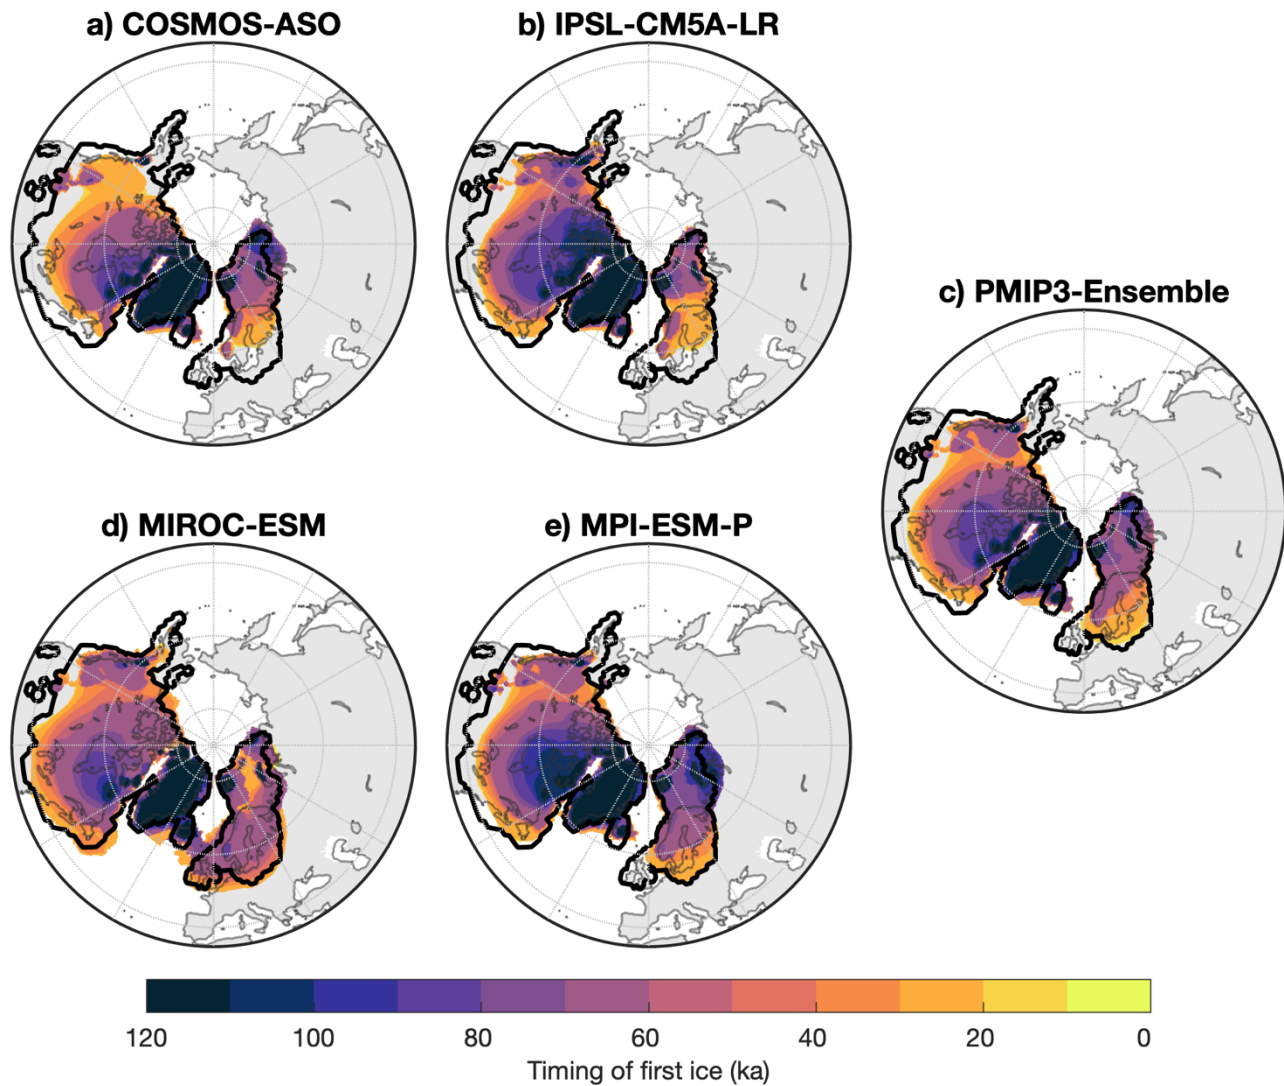 a) COSMOS-ASO
b) IPSL-CM5A-LR
c) PMIP3-Ensemble
d) MIROC-ESM
e) MPI-ESM-P
120 100 80 60 40 20 0
Timing of first ice (ka)